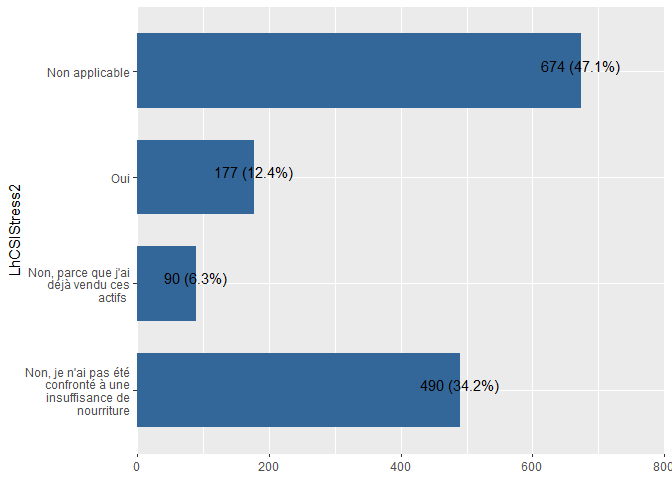 LhCSIStress2
Non applicable
674 (47.1%)
Oui
177 (12.4%)
Non, parce que j'ai
déjà vendu ces
actifs
90 (6.3%)
Non, je n'ai pas été
confronté à une
insuffisance de
nourriture
490 (34.2%)
0 200 400 600 800